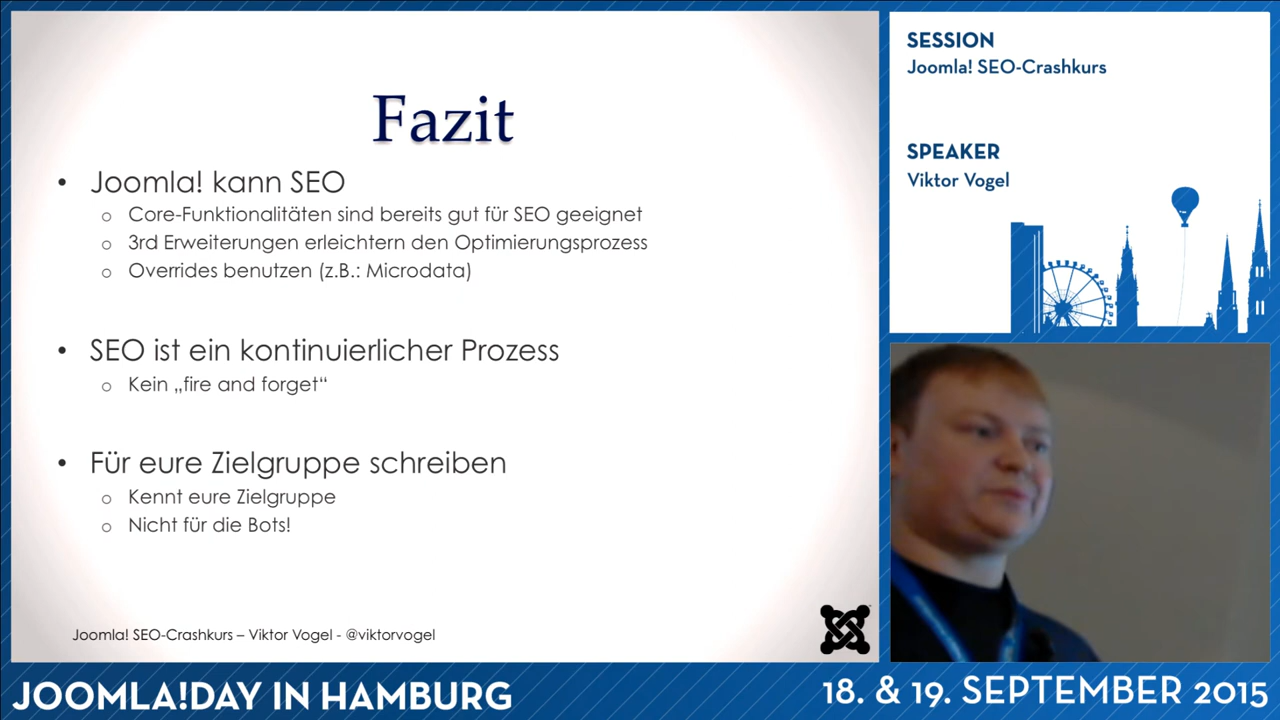 Fazit
• Joomla! kann SEO
o Core-Funktionalitäten sind bereits gut für SEO geeignet
o 3rd Erweiterungen erleichtern den Optimierungsprozess
o Overrides benutzen (z.B.: Microdata)
• SEO ist ein kontinuierlicher Prozess
o Kein „fire and forget“
• Für eure Zielgruppe schreiben
o Kennt eure Zielgruppe
o Nicht für die Bots!
Joomla! SEO-Crashkurs – Viktor Vogel - @viktorvogel
SESSION
Joomla! SEO-Crashkurs
SPEAKER
Viktor Vogel
JOOMLA!DAY IN HAMBURG
18. & 19. SEPTEMBER 2015